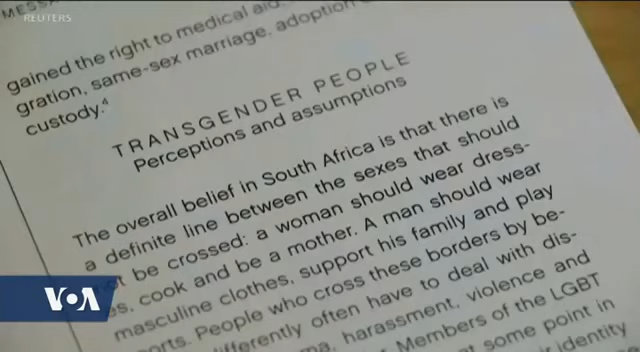 MESSA
REUTERS
gained the right to medical aid,
gration, same-sex marriage, adoption
custody.4
TRANSGENDER PEOPLE
Perceptions and assumptions
The overall belief in South Africa is that there is
a definite line between the sexes that should
not be crossed: a woman should wear dress-
es, cook and be a mother. A man should wear
masculine clothes, support his family and play
sports. People who cross these borders by be-
differently often have to deal with dis-
harassment, violence and
Members of the LGBT
at some point in
identity
VOA